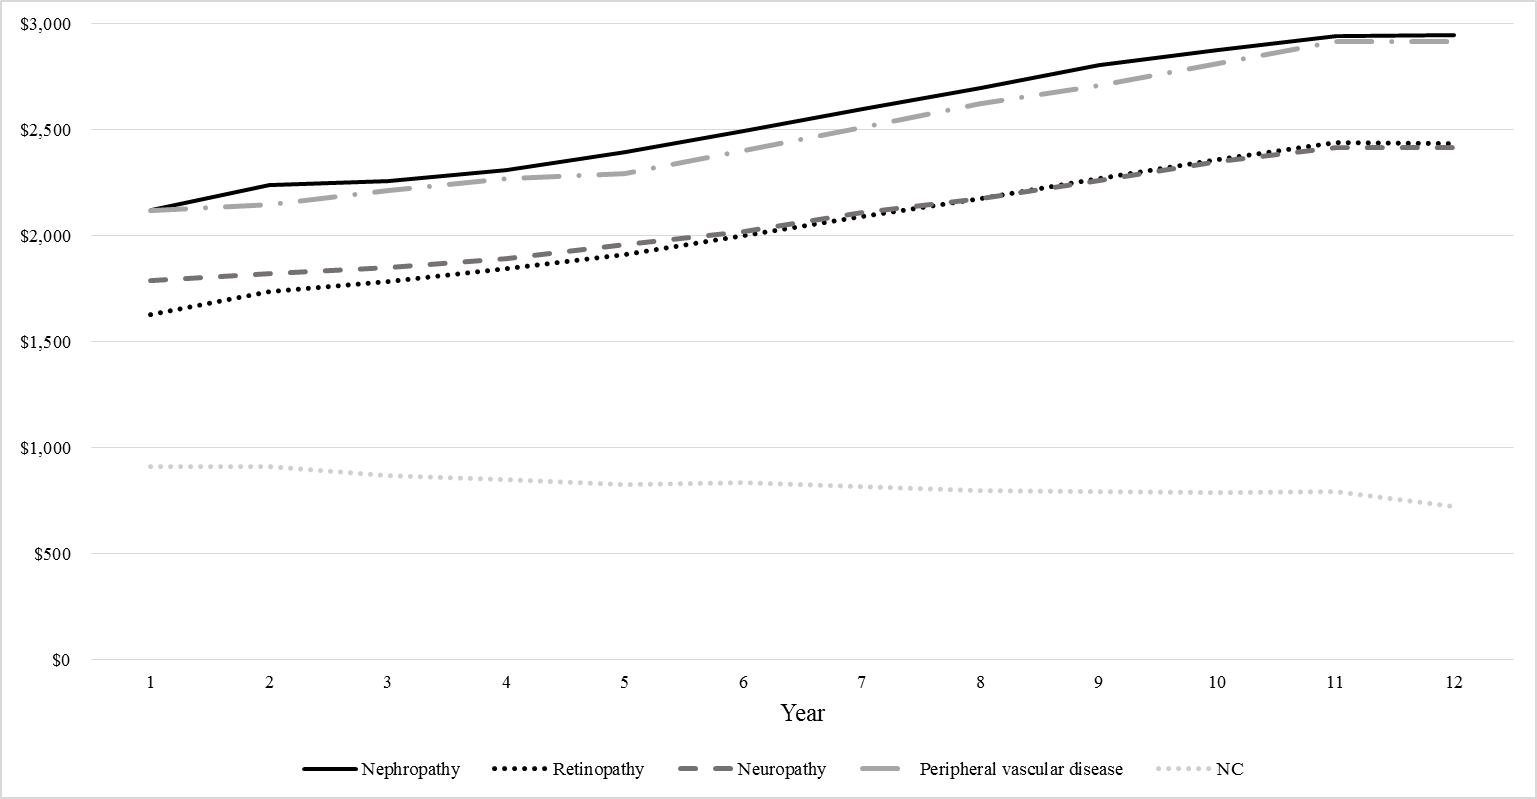 $3,000
$2,500
$2,000
$1,500
$1,000
$500
$0
1 2 3 4 5 6 7 8 9 10 11 12
Year
Nephropathy Retinopathy Neuropathy Peripheral vascular disease NC